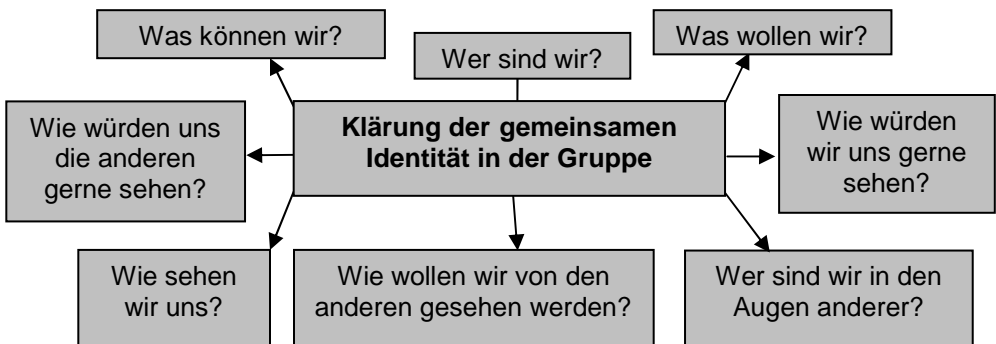 Was können wir?
Wer sind wir?
Was wollen wir?
Wie würden uns
die anderen
gerne sehen?
Klärung der gemeinsamen
Identität in der Gruppe
Wie würden
wir uns gerne
sehen?
Wie sehen
wir uns?
Wie wollen wir von den
anderen gesehen werden?
Wer sind wir in den
Augen anderer?